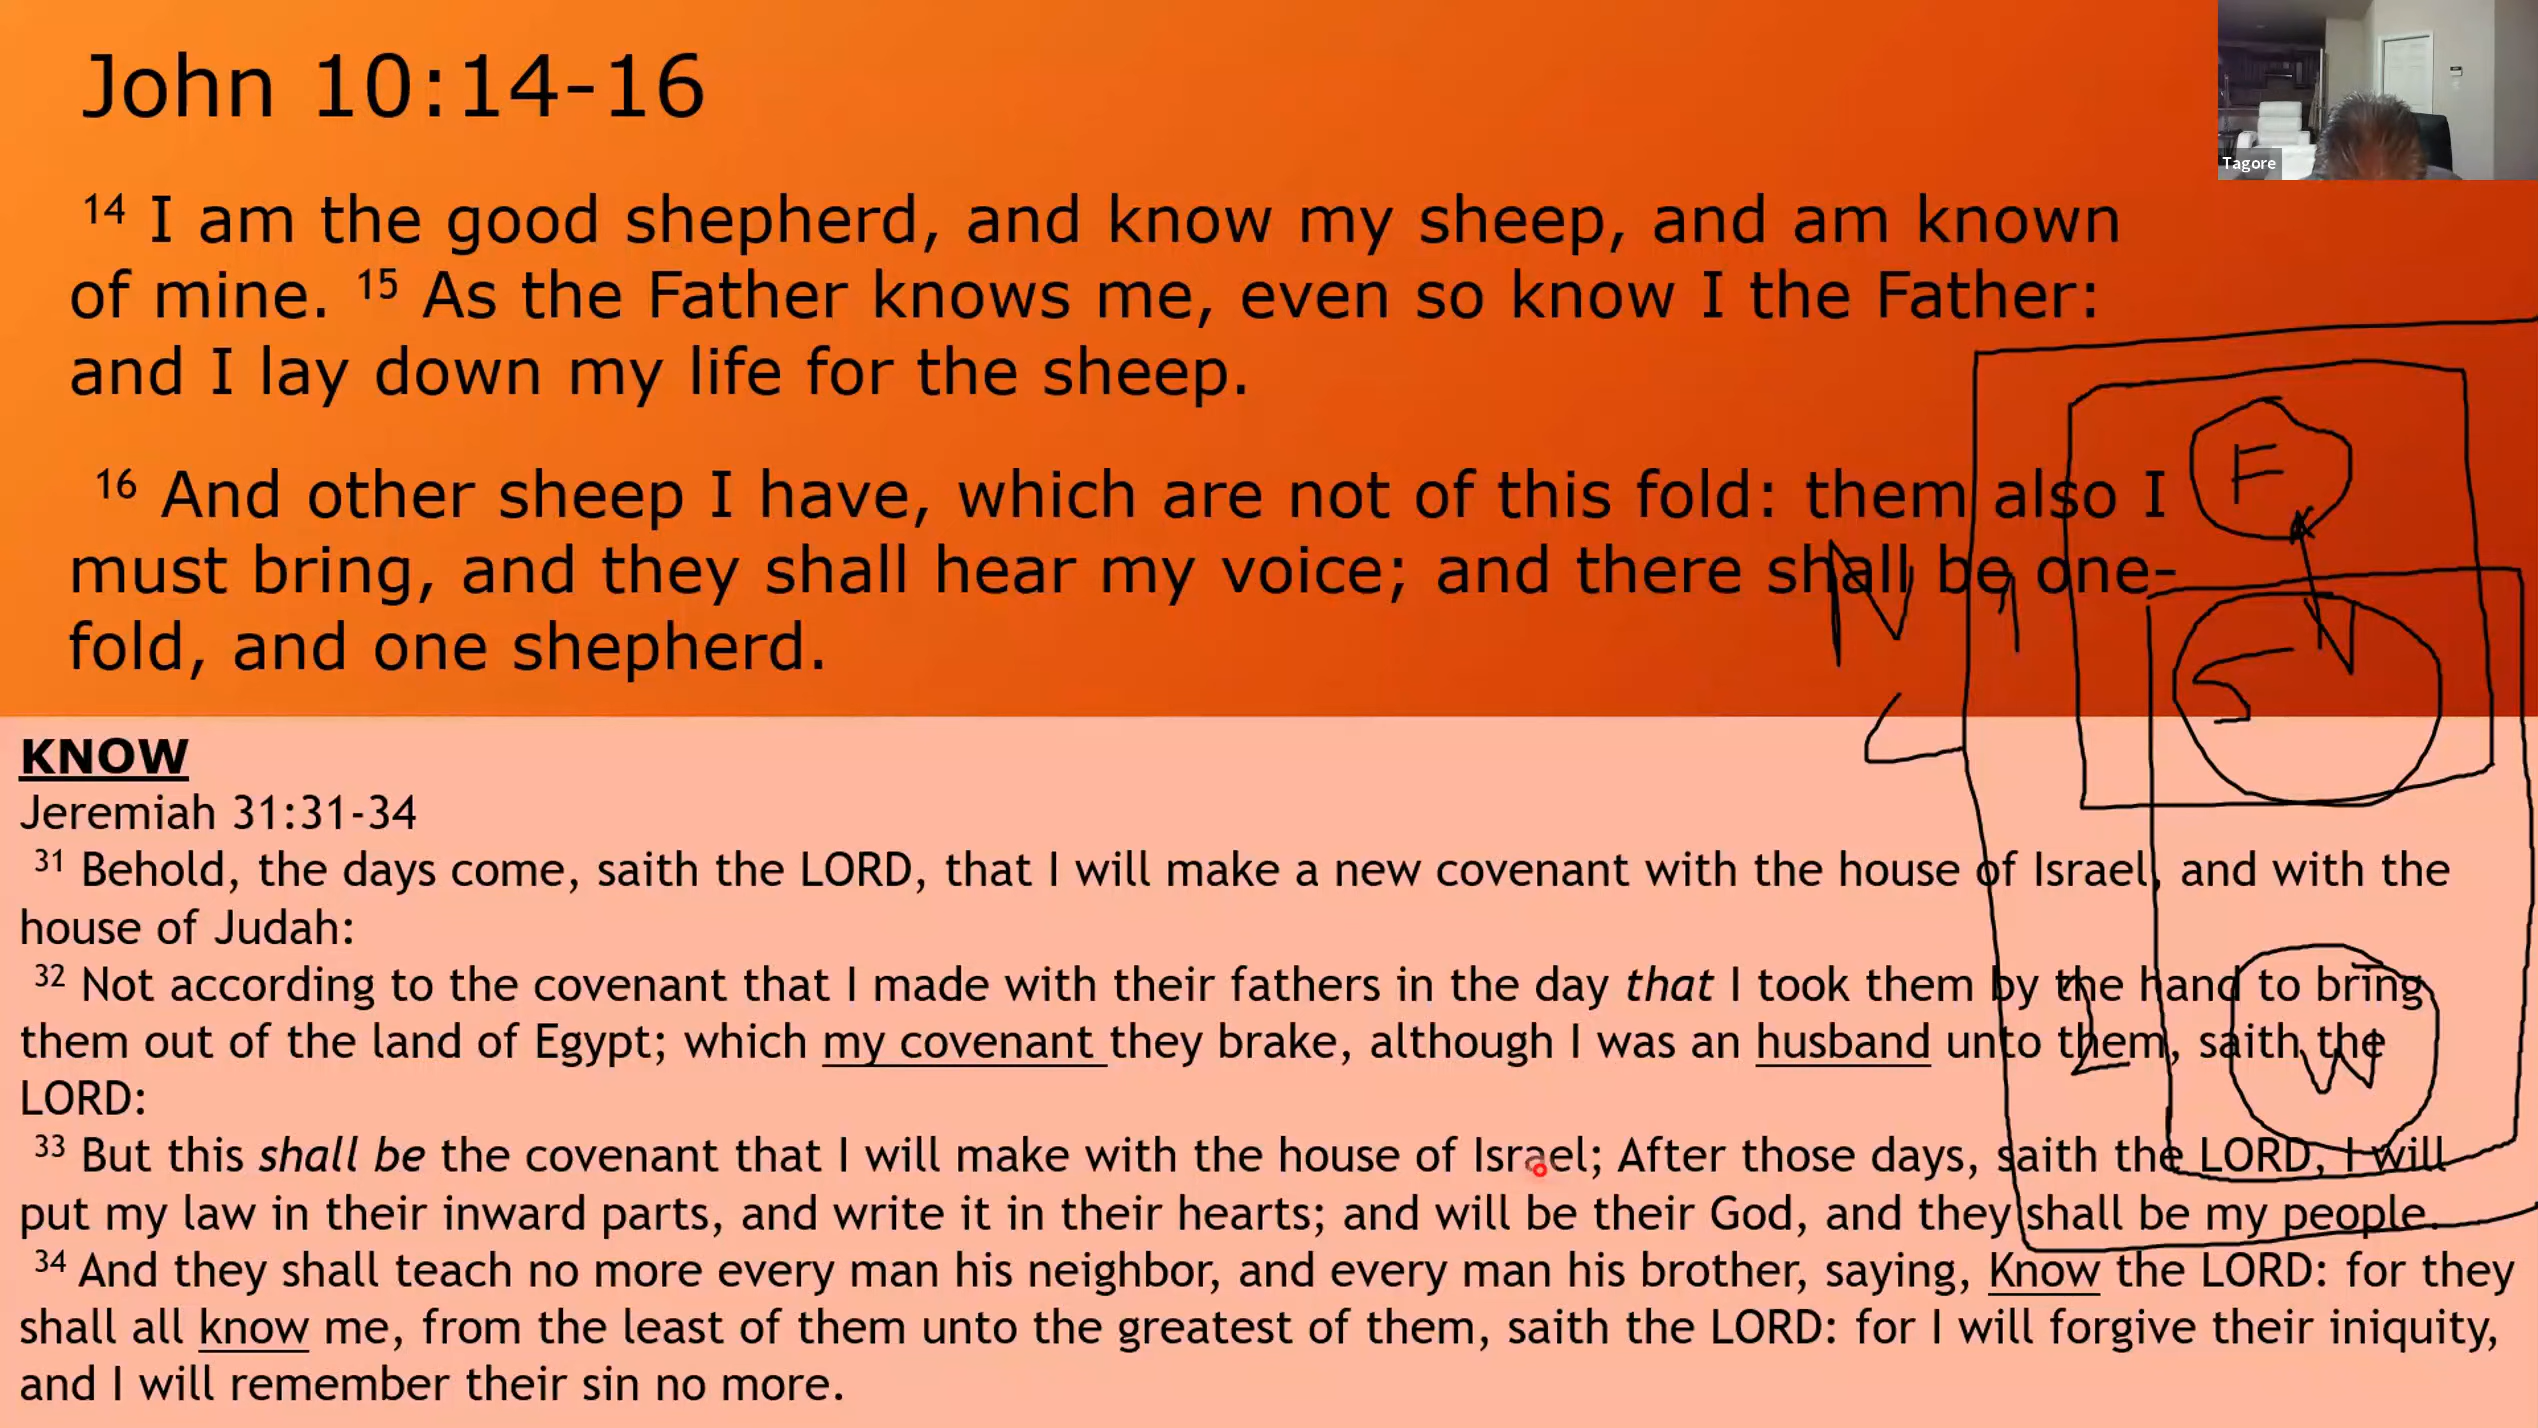 John 10:14-16
Tagore
14 I am the good shepherd, and know my sheep, and am known
of mine. 15 As the Father knows me, even so know I the Father:
and I lay down my life for the sheep.
16 And other sheep I have, which are not of this fold: them also I
must bring, and they shall hear my voice; and there shall be one-
fold, and one shepherd.
F
N 1
S N
KNOW
Jeremiah 31:31-34
31 Behold, the days come, saith the LORD, that I will make a new covenant with the house of Israel, and with the
house of Judah:
32 Not according to the covenant that I made with their fathers in the day that I took them by the hand to bring
them out of the land of Egypt; which my covenant they brake, although I was an husband unto them, saith the
LORD:
2
W
33 But this shall be the covenant that I will make with the house of Israel; After those days, saith the LORD, I will
put my law in their inward parts, and write it in their hearts; and will be their God, and they shall be my people.
34 And they shall teach no more every man his neighbor, and every man his brother, saying, Know the LORD: for they
shall all know me, from the least of them unto the greatest of them, saith the LORD: for I will forgive their iniquity,
and I will remember their sin no more.